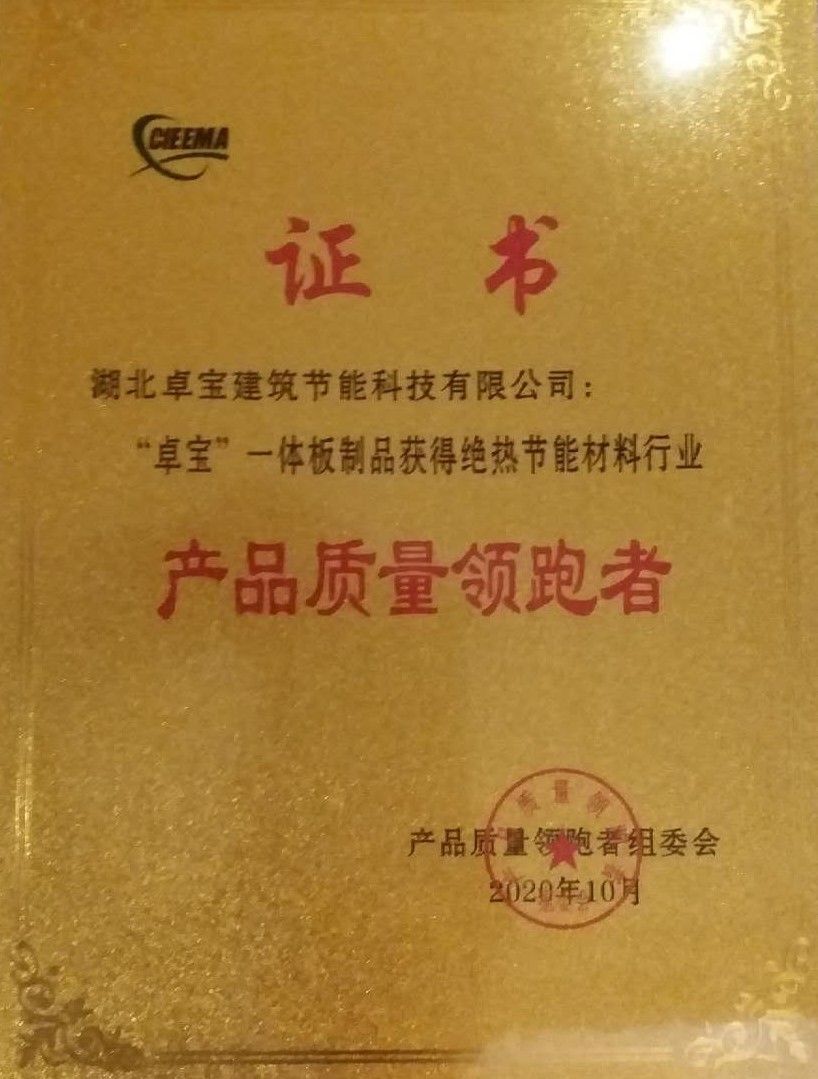 CIEEMA
证 书
湖北卓宝建筑节能科技有限公司：
“卓宝”一体板制品获得绝热节能材料行业
产品质量领跑者
产品质量领跑者组委会
2020年10月